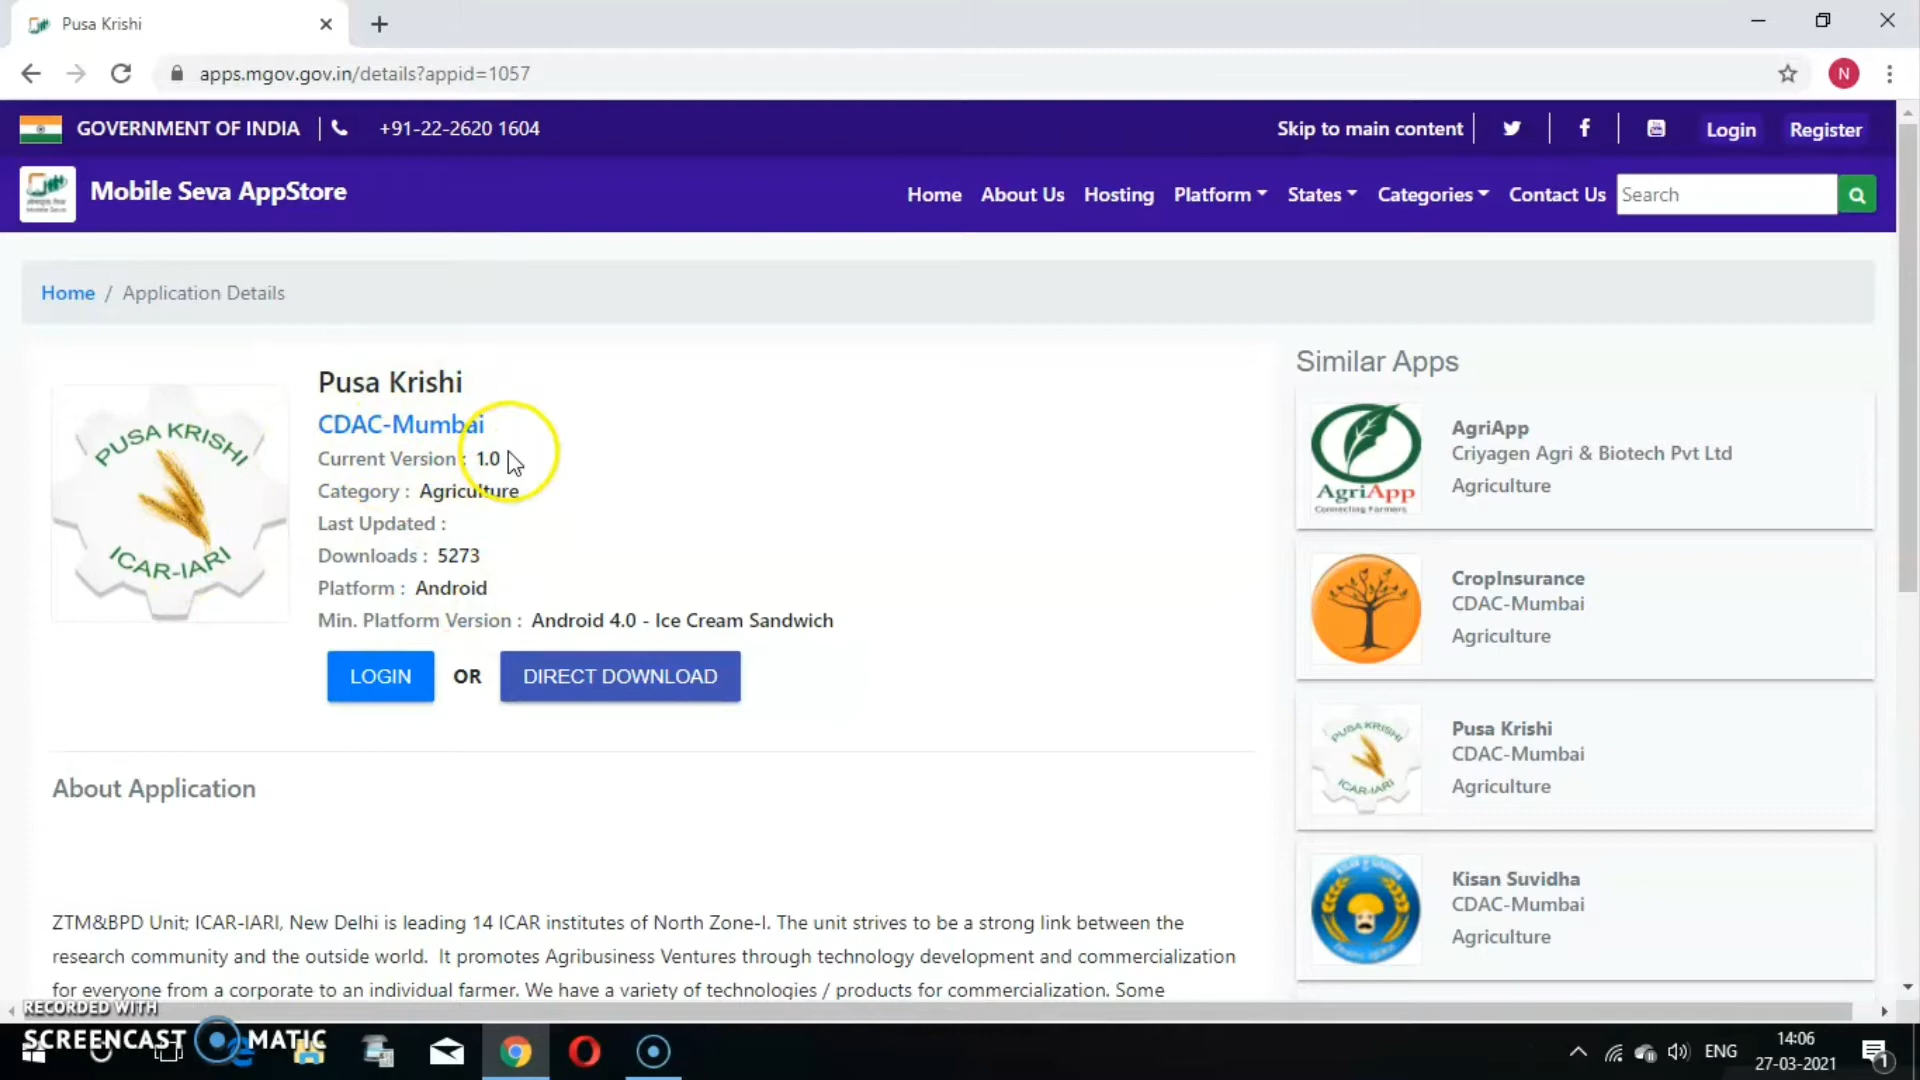 Pusa Krishi
apps.mgov.gov.in/details?appid=1057
N
GOVERNMENT OF INDIA
+91-22-2620 1604
Skip to main content
Login
Register
Mobile Seva AppStore
Home
About Us
Hosting
Platform
States
Categories
Contact Us
Search
Home / Application Details
Pusa Krishi
CDAC-Mumbai
Current Version : 1.0
Category : Agriculture
Last Updated :
Downloads : 5273
Platform : Android
Min. Platform Version : Android 4.0 - Ice Cream Sandwich
LOGIN OR DIRECT DOWNLOAD
PUSA KRISHI
ICAR-IARI
About Application
ZTM&BPD Unit; ICAR-IARI, New Delhi is leading 14 ICAR institutes of North Zone-I. The unit strives to be a strong link between the
research community and the outside world. It promotes Agribusiness Ventures through technology development and commercialization
for everyone from a corporate to an individual farmer. We have a variety of technologies / products for commercialization. Some
Similar Apps
AgriApp
Connecting Farmers
AgriApp
Criyagen Agri & Biotech Pvt Ltd
Agriculture
CropInsurance
CDAC-Mumbai
Agriculture
PUSA KRISHI
ICAR-IARI
Pusa Krishi
CDAC-Mumbai
Agriculture
Kisan Suvidha
CDAC-Mumbai
Agriculture
RECORDED WITH
SCREENCAST MATIC
ENG
14:06
27-03-2021
1